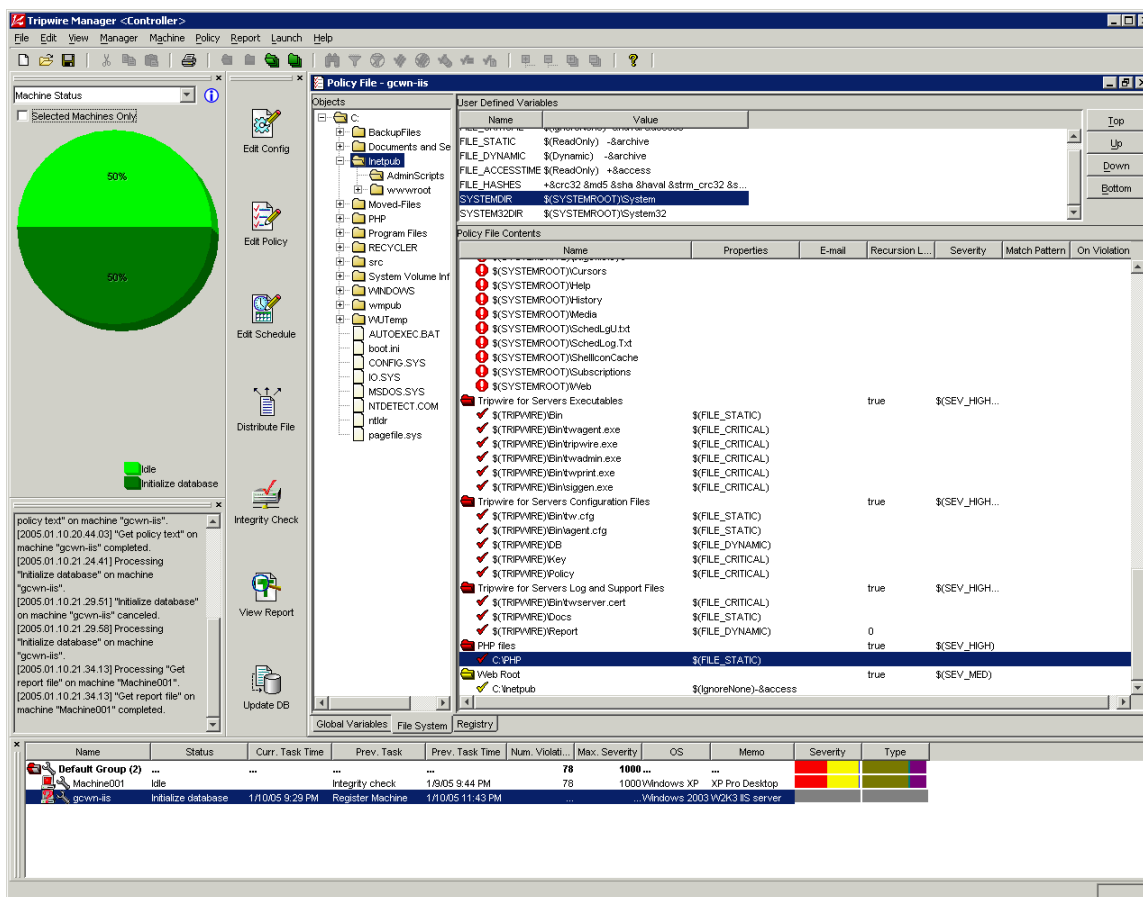 Tripwire Manager <Controller>
File Edit View Manager Machine Policy Report Launch Help
Machine Status
Selected Machines Only
50%
50%
Idle
Initialize database
policy text" on machine "gcwn-iis".
[2005.01.10.20.44.03] "Get policy text" on
machine "gcwn-iis" completed.
[2005.01.10.21.24.41] Processing
"Initialize database" on machine
"gcwn-iis".
[2005.01.10.21.29.51] "Initialize database"
on machine "gcwn-iis" canceled.
[2005.01.10.21.29.58] Processing
"Initialize database" on machine
"gcwn-iis".
[2005.01.10.21.34.13] Processing "Get
report file" on machine "Machine001".
[2005.01.10.21.34.13] "Get report file" on
machine "Machine001" completed.
Edit Config
Edit Policy
Edit Schedule
Distribute File
Integrity Check
View Report
Update DB
Policy File - gcwn-iis
Objects
C:
BackupFiles
Documents and Se
Inetpub
AdminScripts
wwwroot
Moved-Files
PHP
Program Files
RECYCLER
src
System Volume Inf
WINDOWS
wmpub
WUTemp
AUTOEXEC.BAT
boot.ini
CONFIG.SYS
IO.SYS
MSDOS.SYS
NTDETECT.COM
ntldr
pagefile.sys
Global Variables File System Registry
User Defined Variables
Name Value
FILE_STATIC $(ReadOnly) -&archive
FILE_DYNAMIC $(Dynamic) -&archive
FILE_ACCESSTIME $(ReadOnly) +&access
FILE_HASHES +&crc32 &md5 &sha &haval &strm_crc32 &s...
SYSTEMDIR $(SYSTEMROOT)\System
SYSTEM32DIR $(SYSTEMROOT)\System32
Top
Up
Down
Bottom
Policy File Contents
Name Properties E-mail Recursion L... Severity Match Pattern On Violation
$(SYSTEMROOT)\Cursors
$(SYSTEMROOT)\Help
$(SYSTEMROOT)\History
$(SYSTEMROOT)\Media
$(SYSTEMROOT)\SchedLgU.txt
$(SYSTEMROOT)\SchedLog.Txt
$(SYSTEMROOT)\ShellIconCache
$(SYSTEMROOT)\Subscriptions
$(SYSTEMROOT)\Web
Tripwire for Servers Executables true $(SEV_HIGH...
$(TRIPWIRE)\Bin $(FILE_STATIC)
$(TRIPWIRE)\Bin\twagent.exe $(FILE_CRITICAL)
$(TRIPWIRE)\Bin\tripwire.exe $(FILE_CRITICAL)
$(TRIPWIRE)\Bin\twadmin.exe $(FILE_CRITICAL)
$(TRIPWIRE)\Bin\twprint.exe $(FILE_CRITICAL)
$(TRIPWIRE)\Bin\siggen.exe $(FILE_CRITICAL)
Tripwire for Servers Configuration Files true $(SEV_HIGH...
$(TRIPWIRE)\Bin\tw.cfg $(FILE_STATIC)
$(TRIPWIRE)\Bin\agent.cfg $(FILE_STATIC)
$(TRIPWIRE)\DB $(FILE_DYNAMIC)
$(TRIPWIRE)\Key $(FILE_CRITICAL)
$(TRIPWIRE)\Policy $(FILE_CRITICAL)
Tripwire for Servers Log and Support Files true $(SEV_HIGH...
$(TRIPWIRE)\Bin\twserver.cert $(FILE_CRITICAL)
$(TRIPWIRE)\Docs $(FILE_STATIC)
$(TRIPWIRE)\Report $(FILE_DYNAMIC) 0
PHP files true $(SEV_HIGH)
C:\PHP $(FILE_STATIC)
Web Root true $(SEV_MED)
C:\Inetpub $(IgnoreNone)-&access
Name Status Curr. Task Time Prev. Task Prev. Task Time Num. Violati... Max. Severity OS Memo Severity Type
Default Group (2) ... ... ... ... 78 1000 ... ...
Machine001 Idle Integrity check 1/9/05 9:44 PM 78 1000 Windows XP XP Pro Desktop
gcwn-iis Initialize database 1/10/05 9:29 PM Register Machine 1/10/05 11:43 PM ... ... Windows 2003 W2K3 IIS server